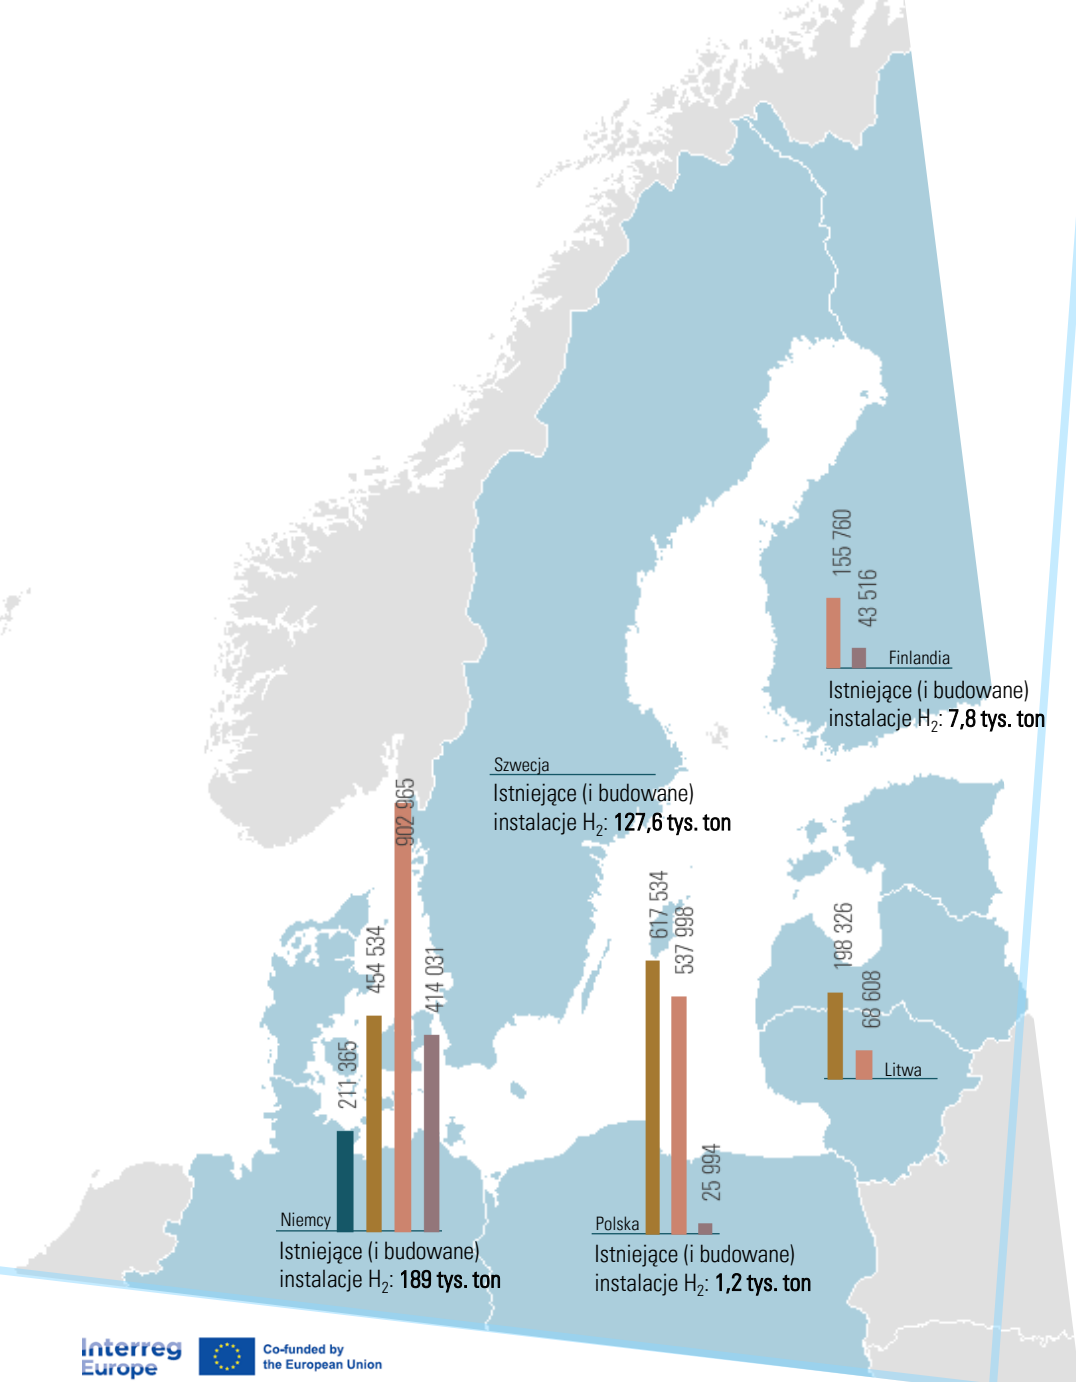 155 760
43 516
Finlandia
Istniejące (i budowane)
instalacje H₂: 7,8 tys. ton
Szwecja
Istniejące (i budowane)
instalacje H₂: 127,6 tys. ton
211 365
454 534
902 965
414 031
Niemcy
Istniejące (i budowane)
instalacje H₂: 189 tys. ton
617 534
537 998
25 994
Polska
Istniejące (i budowane)
instalacje H₂: 1,2 tys. ton
198 326
68 608
Litwa
Interreg
Europe
Co-funded by
the European Union